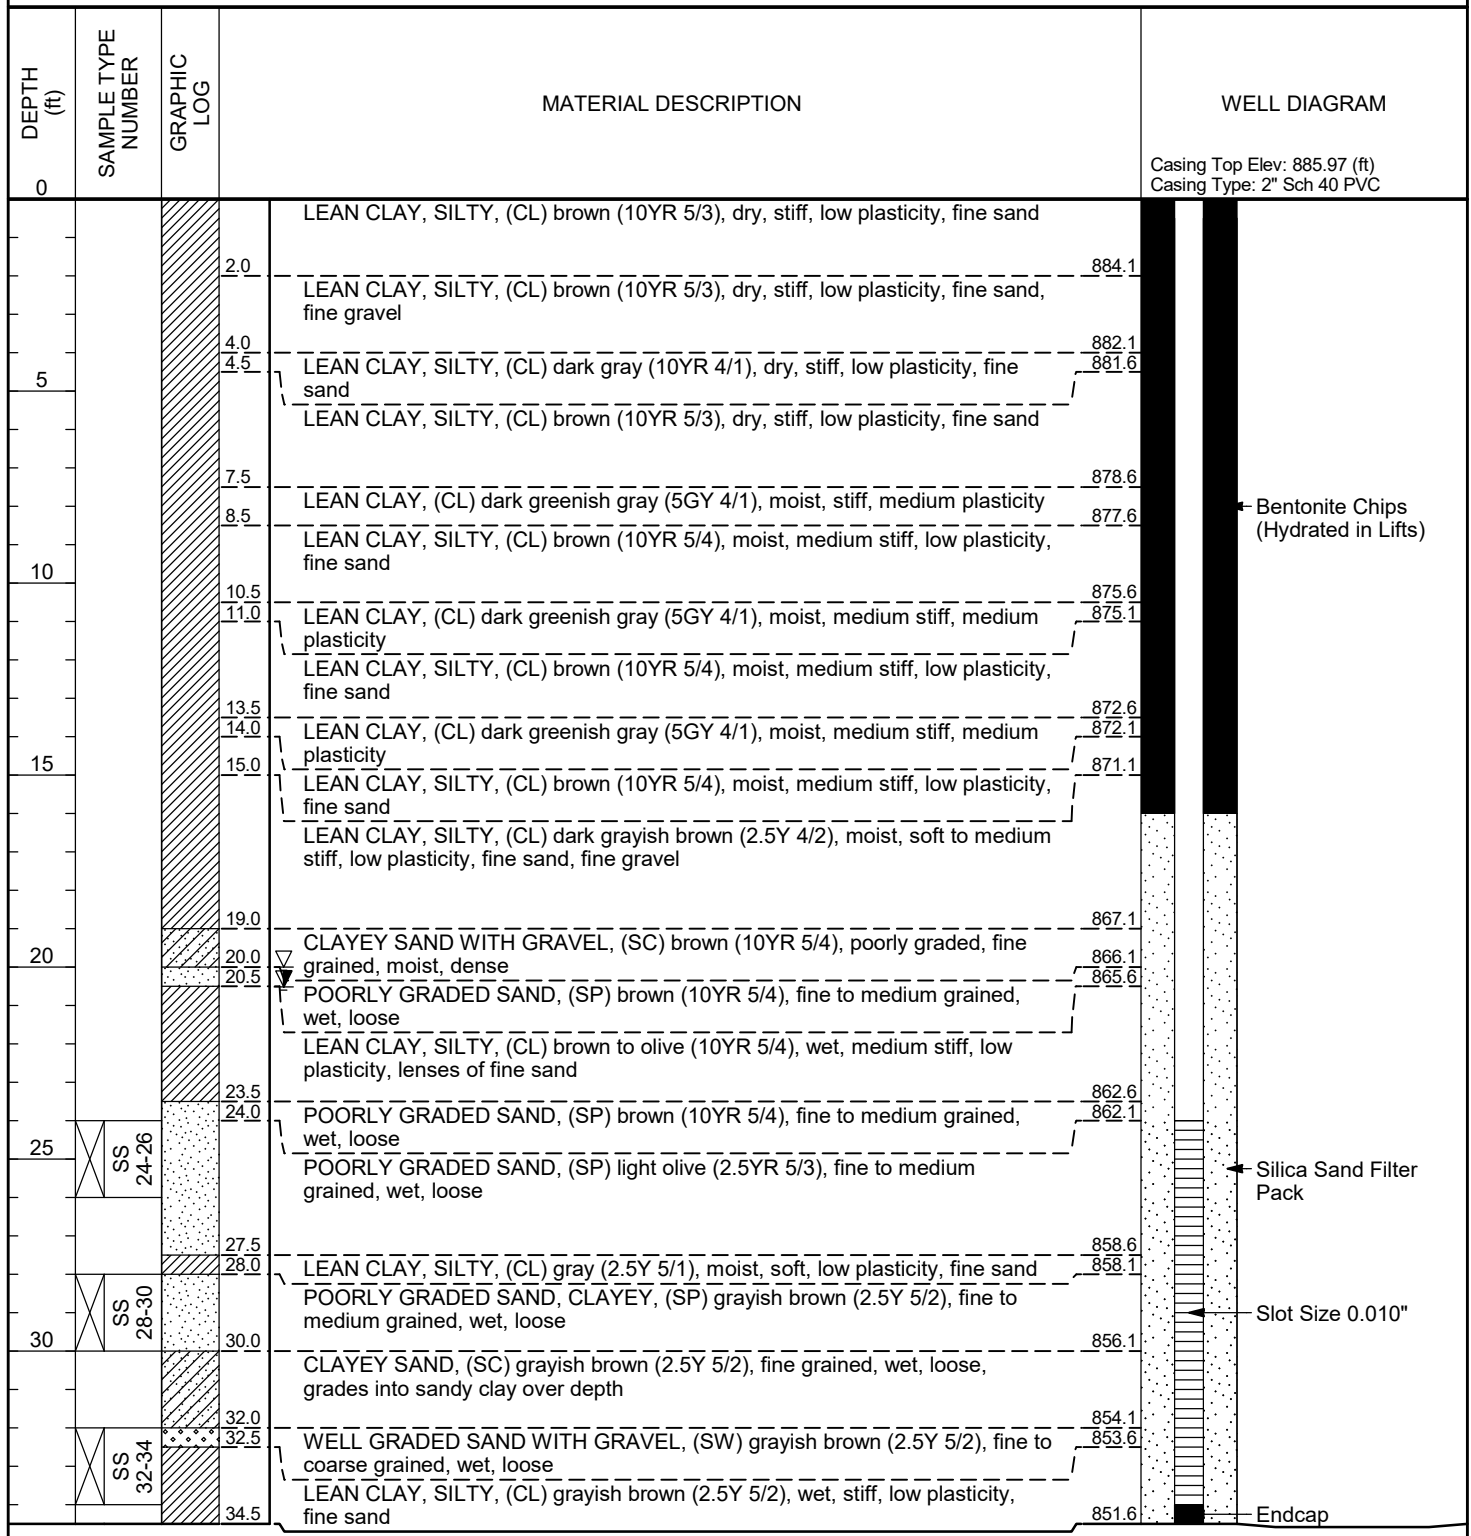 DEPTH
(ft)
SAMPLE TYPE
NUMBER
GRAPHIC
LOG
MATERIAL DESCRIPTION
WELL DIAGRAM
Casing Top Elev: 885.97 (ft)
Casing Type: 2" Sch 40 PVC
0
LEAN CLAY, SILTY, (CL) brown (10YR 5/3), dry, stiff, low plasticity, fine sand
2.0 884.1
LEAN CLAY, SILTY, (CL) brown (10YR 5/3), dry, stiff, low plasticity, fine sand,
fine gravel
4.0 882.1
LEAN CLAY, SILTY, (CL) dark gray (10YR 4/1), dry, stiff, low plasticity, fine
sand
4.5 881.6
5
LEAN CLAY, SILTY, (CL) brown (10YR 5/3), dry, stiff, low plasticity, fine sand
7.5 878.6
LEAN CLAY, (CL) dark greenish gray (5GY 4/1), moist, stiff, medium plasticity
Bentonite Chips
(Hydrated in Lifts)
8.5 877.6
LEAN CLAY, SILTY, (CL) brown (10YR 5/4), moist, medium stiff, low plasticity,
fine sand
10
10.5 875.6
LEAN CLAY, (CL) dark greenish gray (5GY 4/1), moist, medium stiff, medium
plasticity
11.0 875.1
LEAN CLAY, SILTY, (CL) brown (10YR 5/4), moist, medium stiff, low plasticity,
fine sand
13.5 872.6
LEAN CLAY, (CL) dark greenish gray (5GY 4/1), moist, medium stiff, medium
plasticity
14.0 872.1
LEAN CLAY, SILTY, (CL) brown (10YR 5/4), moist, medium stiff, low plasticity,
fine sand
15
15.0 871.1
LEAN CLAY, SILTY, (CL) dark grayish brown (2.5Y 4/2), moist, soft to medium
stiff, low plasticity, fine sand, fine gravel
19.0 867.1
CLAYEY SAND WITH GRAVEL, (SC) brown (10YR 5/4), poorly graded, fine
grained, moist, dense
20
20.0 866.1
POORLY GRADED SAND, (SP) brown (10YR 5/4), fine to medium grained,
wet, loose
20.5 865.6
LEAN CLAY, SILTY, (CL) brown to olive (10YR 5/4), wet, medium stiff, low
plasticity, lenses of fine sand
23.5 862.6
POORLY GRADED SAND, (SP) brown (10YR 5/4), fine to medium grained,
wet, loose
24.0 862.1
SS
24-26
25
POORLY GRADED SAND, (SP) light olive (2.5YR 5/3), fine to medium
grained, wet, loose
Silica Sand Filter
Pack
27.5 858.6
LEAN CLAY, SILTY, (CL) gray (2.5Y 5/1), moist, soft, low plasticity, fine sand
28.0 858.1
SS
28-30
POORLY GRADED SAND, CLAYEY, (SP) grayish brown (2.5Y 5/2), fine to
medium grained, wet, loose
Slot Size 0.010"
30
30.0 856.1
CLAYEY SAND, (SC) grayish brown (2.5Y 5/2), fine grained, wet, loose,
grades into sandy clay over depth
32.0 854.1
WELL GRADED SAND WITH GRAVEL, (SW) grayish brown (2.5Y 5/2), fine to
coarse grained, wet, loose
32.5 853.6
SS
32-34
LEAN CLAY, SILTY, (CL) grayish brown (2.5Y 5/2), wet, stiff, low plasticity,
fine sand
34.5 851.6
Endcap